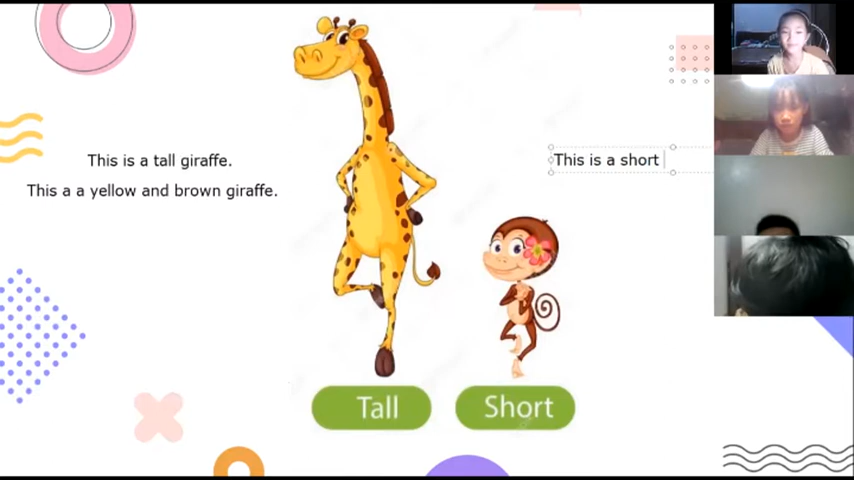 This is a tall giraffe.
This a a yellow and brown giraffe.
This is a short
Tall
Short